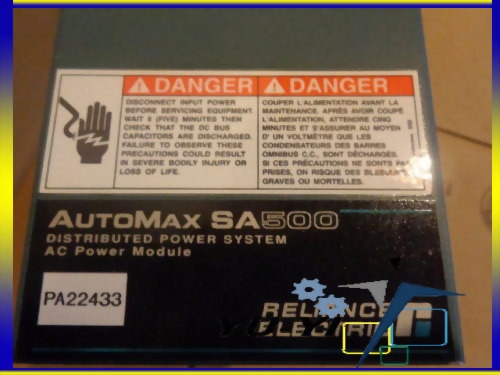 DANGER
DISCONNECT INPUT POWER
BEFORE SERVICING EQUIPMENT.
WAIT 5 (FIVE) MINUTES THEN
CHECK THAT THE DC BUS
CAPACITORS ARE DISCHARGED.
FAILURE TO OBSERVE THESE
PRECAUTIONS COULD RESULT
IN SEVERE BODILY INJURY OR
LOSS OF LIFE.
DANGER
COUPER L'ALIMENTATION AVANT LA
MAINTENANCE. APRÈS AVOIR COUPÉ
L'ALIMENTATION, ATTENDRE CINQ
MINUTES ET S'ASSURER AU MOYEN
D' UN VOLTMÈTRE QUE LES
CONDENSATEURS DES BARRES
OMNIBUS C.C., SONT DÉCHARGÉS.
SI CES PRÉCAUTIONS NE SONTS PAS
PRISES, ON RISQUE DES BLESSURES
GRAVES OU MORTELLES.
AUTOMAX SA500
DISTRIBUTED POWER SYSTEM
AC Power Module
PA22433
RELIANCE
ELECTRIC